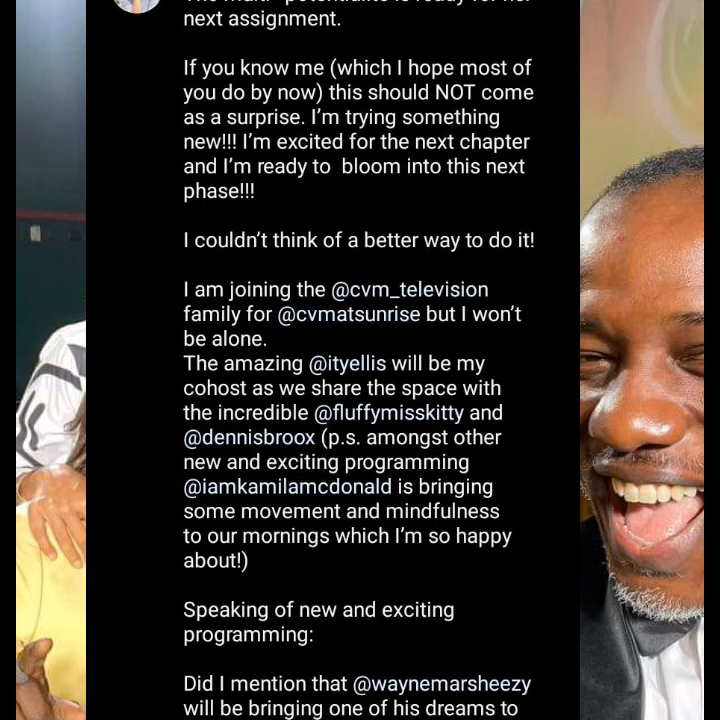 next assignment.
If you know me (which I hope most of
you do by now) this should NOT come
as a surprise. I'm trying something
new!!! I'm excited for the next chapter
and I'm ready to  bloom into this next
phase!!!
I couldn't think of a better way to do it!
I am joining the @cvm_television
family for @cvmatsunrise but I won't
be alone.
The amazing @ityellis will be my
cohost as we share the space with
the incredible @fluffymisskitty and
@dennisbroox (p.s. amongst other
new and exciting programming
@iamkamilamcdonald is bringing
some movement and mindfulness
to our mornings which I'm so happy
about!)
Speaking of new and exciting
programming:
Did I mention that @waynemarsheezy
will be bringing one of his dreams to